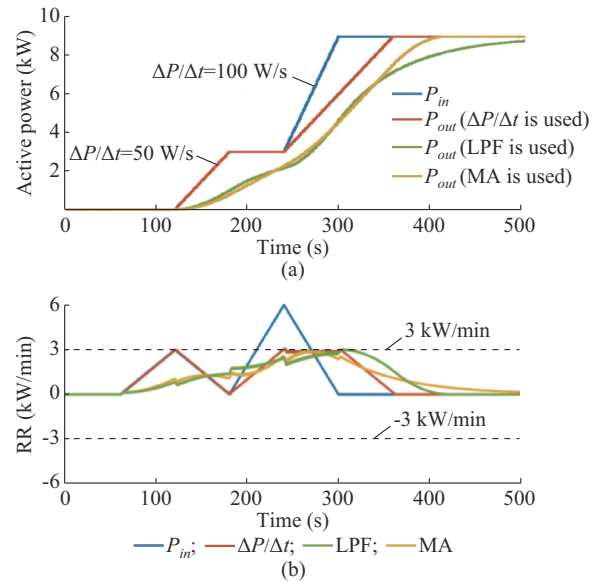 10
8
6
4
2
Active power (kW)
ΔP/Δt=100 W/s
ΔP/Δt=50 W/s
P_in
P_out (ΔP/Δt is used)
P_out (LPF is used)
P_out (MA is used)
0 100 200 300 400 500
Time (s)
(a)
6
3
0
-3
-6
RR (kW/min)
3 kW/min
-3 kW/min
0 100 200 300 400 500
Time (s)
P_in; ΔP/Δt; LPF; MA
(b)